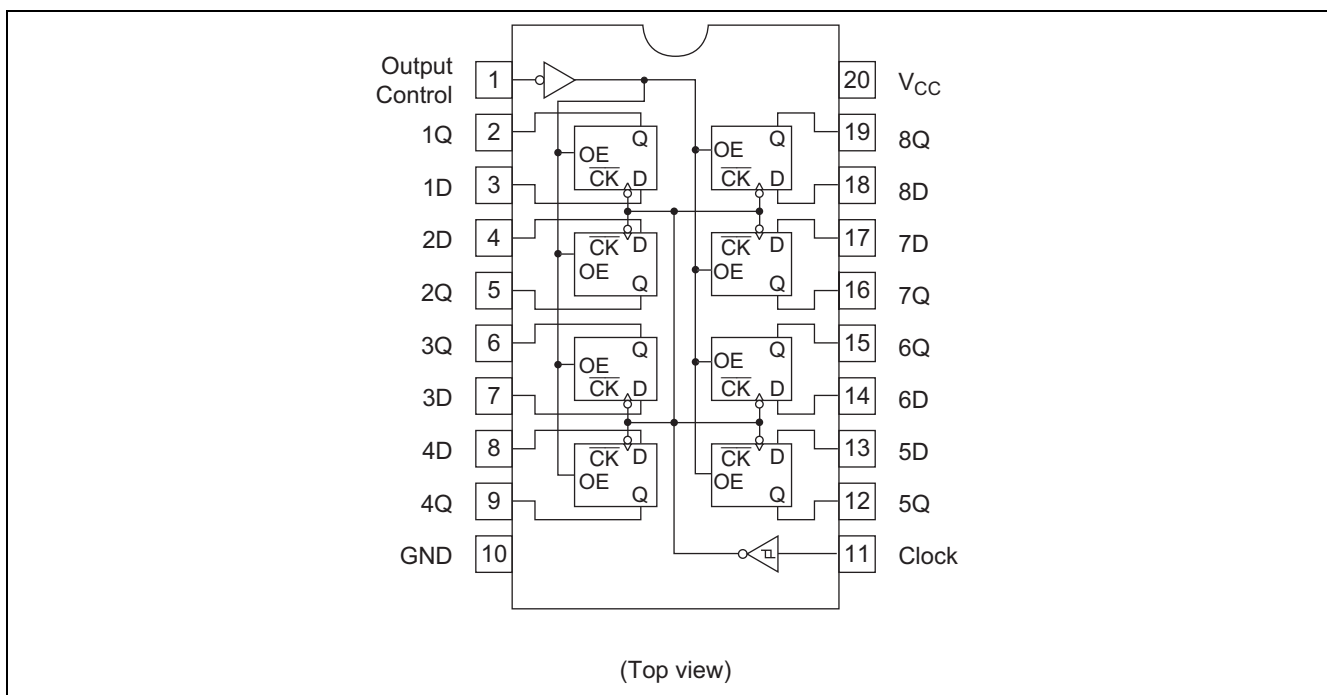 Output Control 1 20 VCC
1Q 2 Q Q 19 8Q
OE OE
1D 3 CK D CK D 18 8D
2D 4 CK D CK D 17 7D
OE OE
2Q 5 Q Q 16 7Q
3Q 6 Q Q 15 6Q
OE OE
3D 7 CK D CK D 14 6D
4D 8 CK D CK D 13 5D
OE OE
4Q 9 Q Q 12 5Q
GND 10 11 Clock
(Top view)